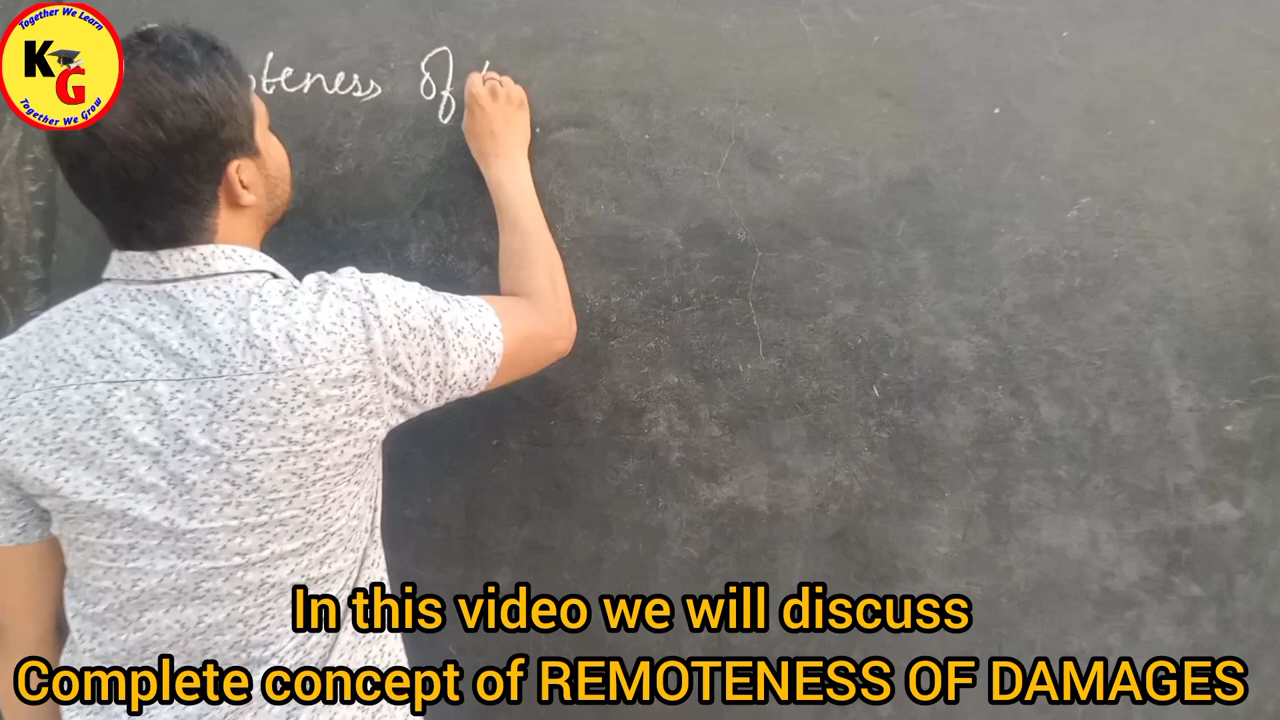 Together We Learn
KG
Together We Grow
oteness Of
In this video we will discuss
Complete concept of REMOTENESS OF DAMAGES